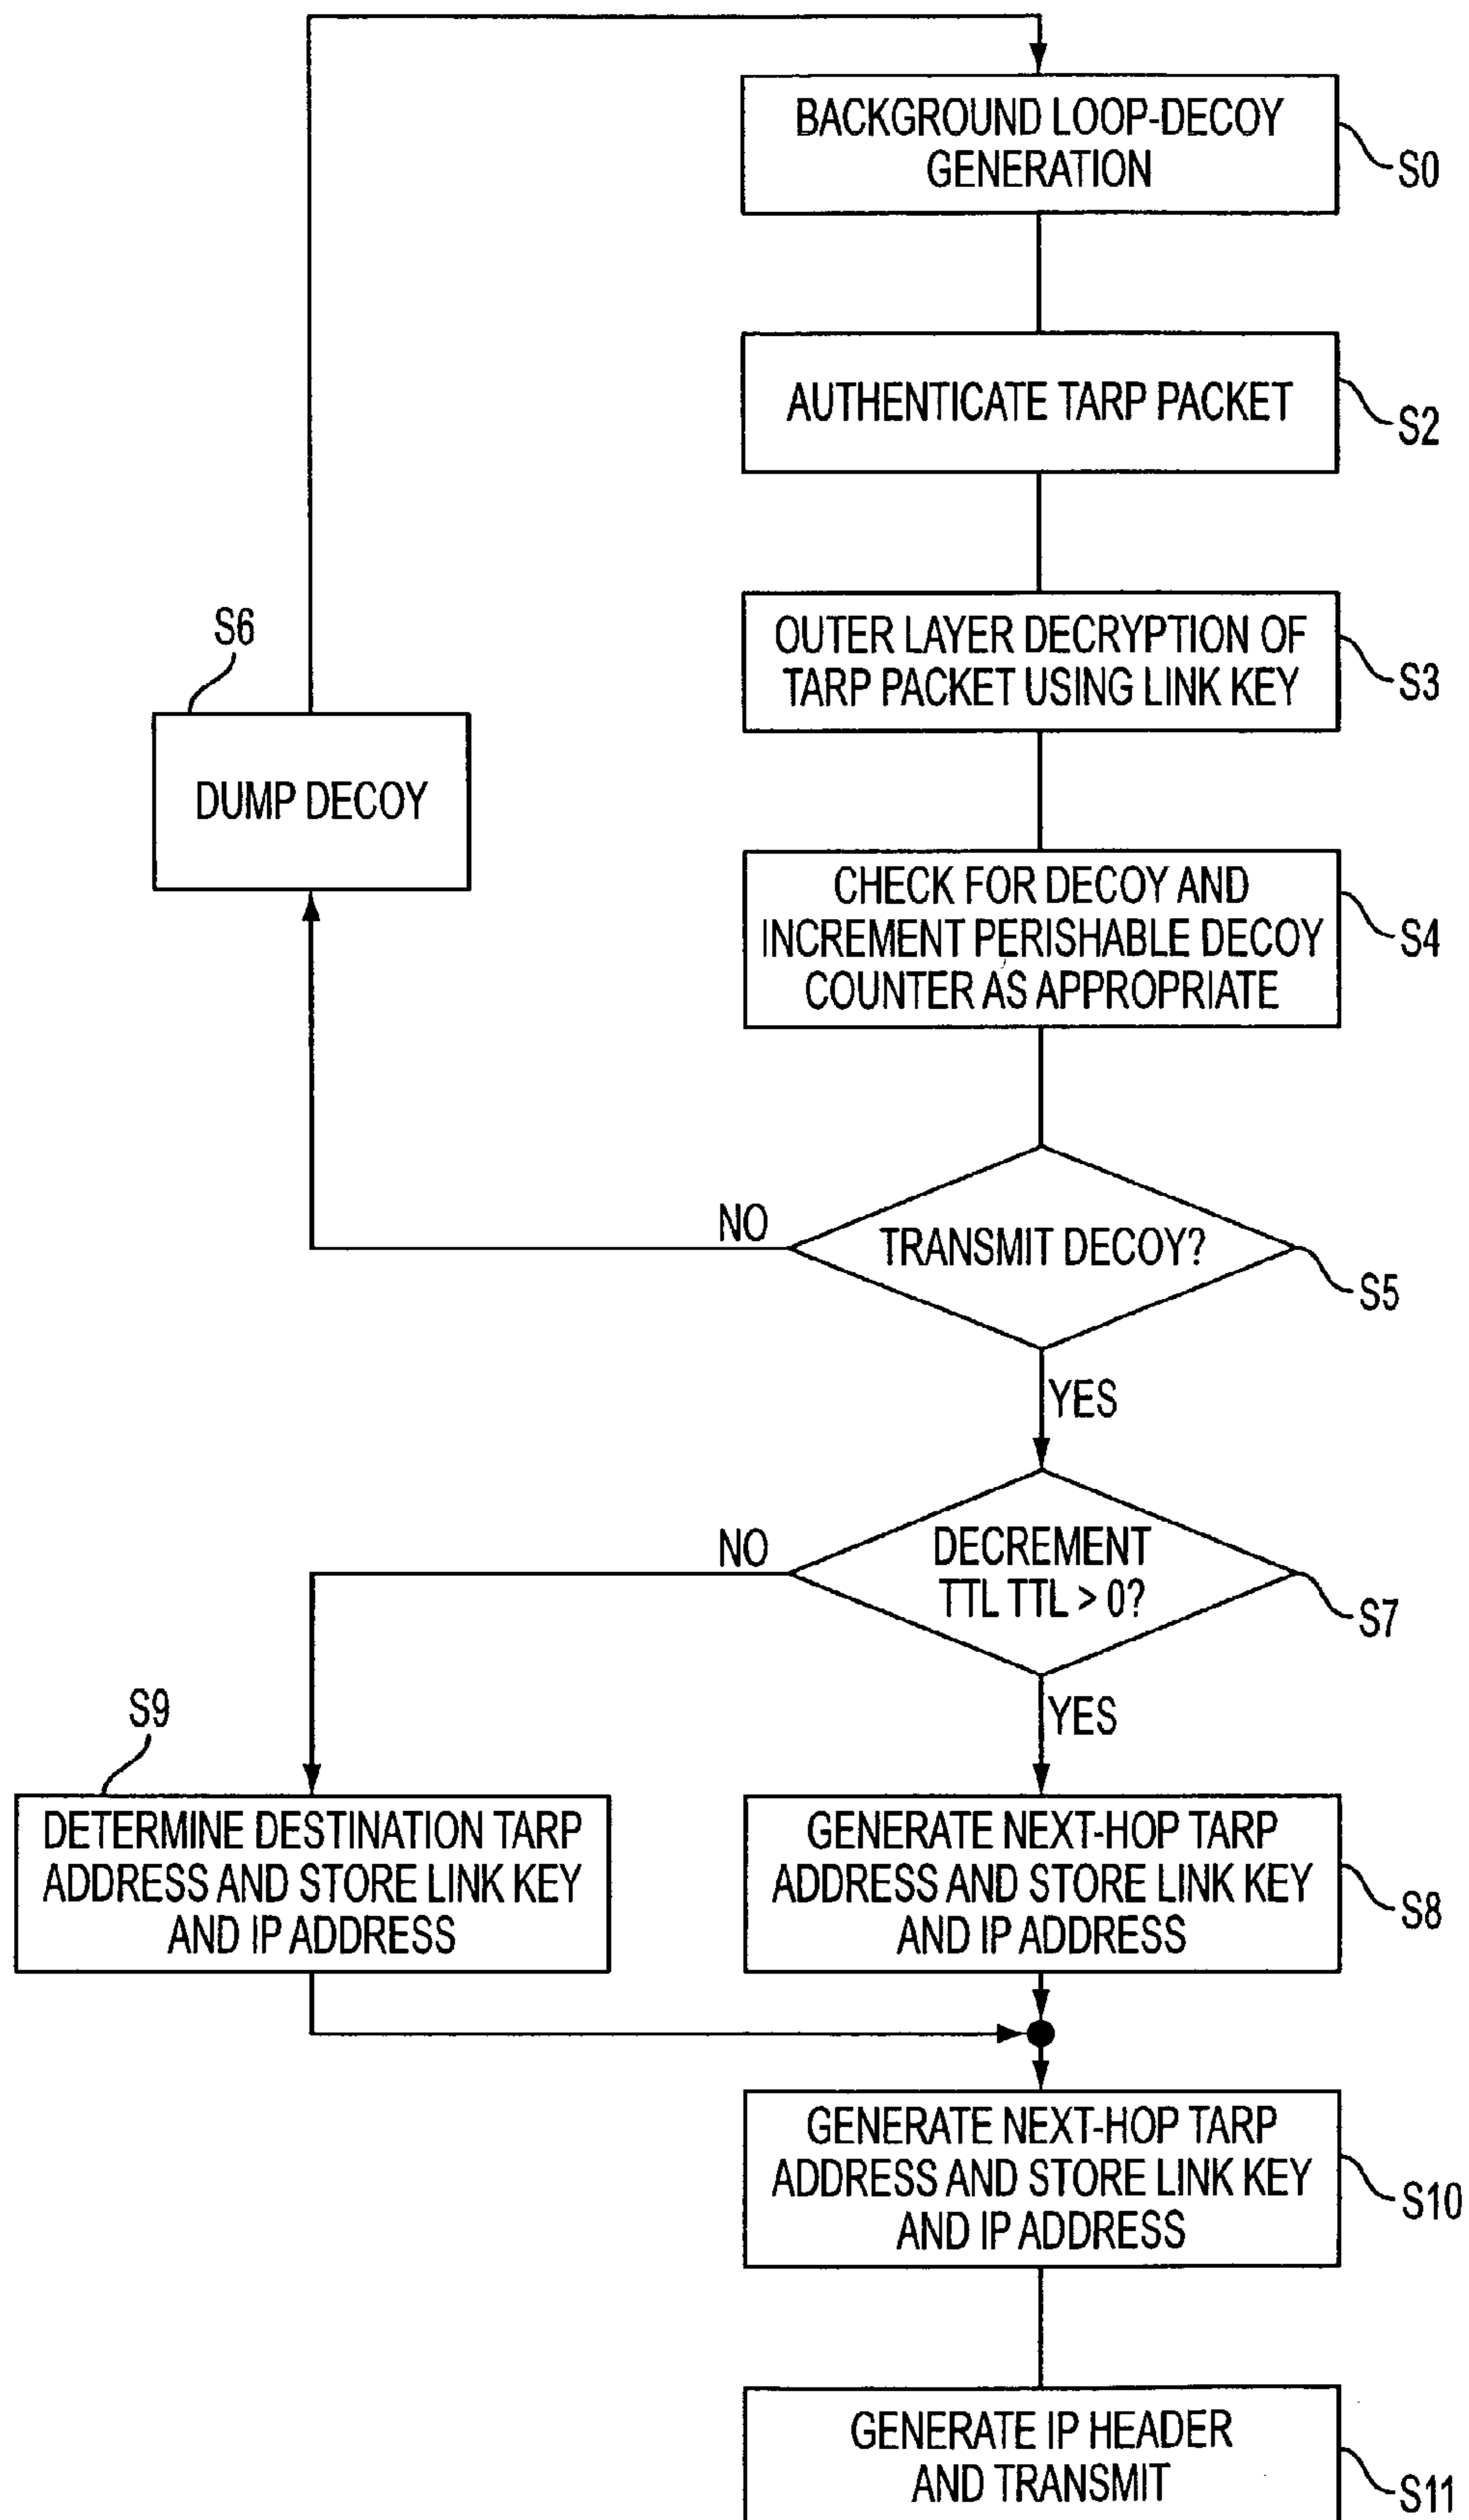 BACKGROUND LOOP-DECOY
GENERATION
S0
AUTHENTICATE TARP PACKET
S2
OUTER LAYER DECRYPTION OF
TARP PACKET USING LINK KEY
S3
S6
DUMP DECOY
CHECK FOR DECOY AND
INCREMENT PERISHABLE DECOY
COUNTER AS APPROPRIATE
S4
NO
TRANSMIT DECOY?
S5
YES
NO
DECREMENT
TTL TTL > 0?
S7
YES
S9
DETERMINE DESTINATION TARP
ADDRESS AND STORE LINK KEY
AND IP ADDRESS
GENERATE NEXT-HOP TARP
ADDRESS AND STORE LINK KEY
AND IP ADDRESS
S8
GENERATE NEXT-HOP TARP
ADDRESS AND STORE LINK KEY
AND IP ADDRESS
S10
GENERATE IP HEADER
AND TRANSMIT
S11